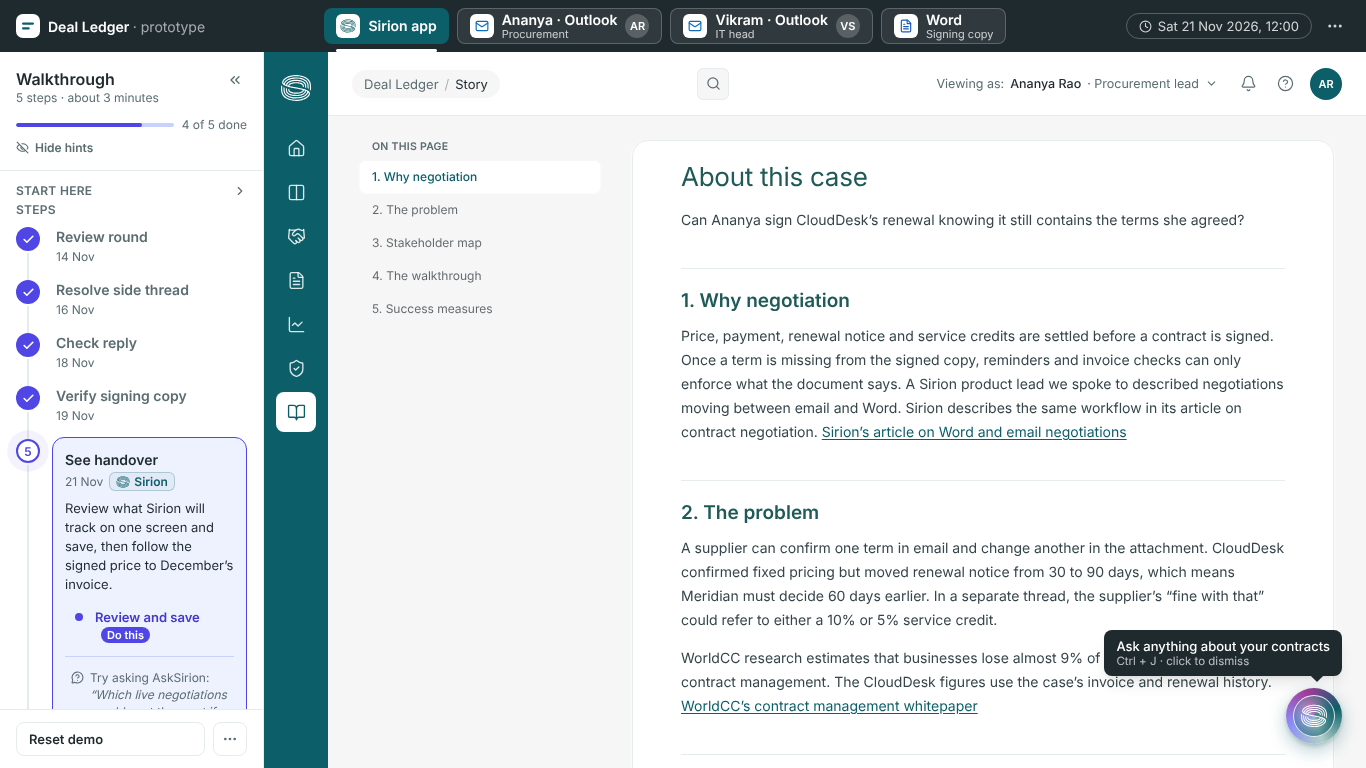 Deal Ledger · prototype
Sirion app
Ananya · Outlook
Procurement
AR
Vikram · Outlook
IT head
VS
Word
Signing copy
Sat 21 Nov 2026, 12:00
Walkthrough
5 steps · about 3 minutes
4 of 5 done
Hide hints
START HERE
STEPS
Review round
14 Nov
Resolve side thread
16 Nov
Check reply
18 Nov
Verify signing copy
19 Nov
5
See handover
21 Nov
Sirion
Review what Sirion will
track on one screen and
save, then follow the
signed price to December’s
invoice.
Review and save
Do this
Try asking AskSirion:
“Which live negotiations
Reset demo
Deal Ledger / Story
Viewing as: Ananya Rao · Procurement lead
AR
ON THIS PAGE
1. Why negotiation
2. The problem
3. Stakeholder map
4. The walkthrough
5. Success measures
About this case
Can Ananya sign CloudDesk’s renewal knowing it still contains the terms she agreed?
1. Why negotiation
Price, payment, renewal notice and service credits are settled before a contract is signed.
Once a term is missing from the signed copy, reminders and invoice checks can only
enforce what the document says. A Sirion product lead we spoke to described negotiations
moving between email and Word. Sirion describes the same workflow in its article on
contract negotiation. Sirion’s article on Word and email negotiations
2. The problem
A supplier can confirm one term in email and change another in the attachment. CloudDesk
confirmed fixed pricing but moved renewal notice from 30 to 90 days, which means
Meridian must decide 60 days earlier. In a separate thread, the supplier’s “fine with that”
could refer to either a 10% or 5% service credit.
WorldCC research estimates that businesses lose almost 9% of
contract management. The CloudDesk figures use the case’s invoice and renewal history.
WorldCC’s contract management whitepaper
Ask anything about your contracts
Ctrl + J · click to dismiss